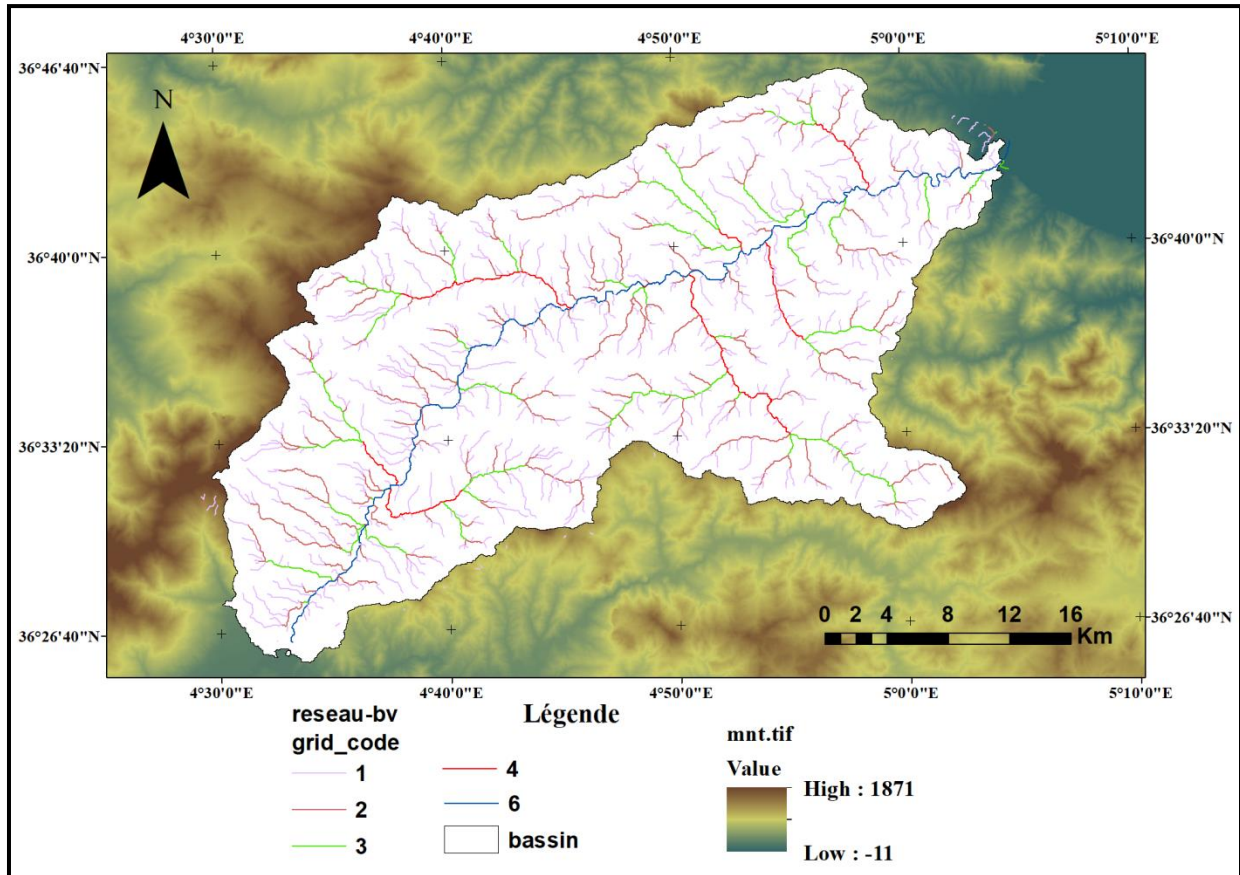 4°30'0"E 4°40'0"E 4°50'0"E 5°0'0"E 5°10'0"E
36°46'40"N
N
36°40'0"N
36°40'0"N
36°33'20"N
36°33'20"N
36°26'40"N
36°26'40"N
0 2 4 8 12 16
Km
4°30'0"E 4°40'0"E 4°50'0"E 5°0'0"E 5°10'0"E
Légende
reseau-bv
grid_code
1
2
3
4
6
bassin
mnt.tif
Value
High : 1871
Low : -11